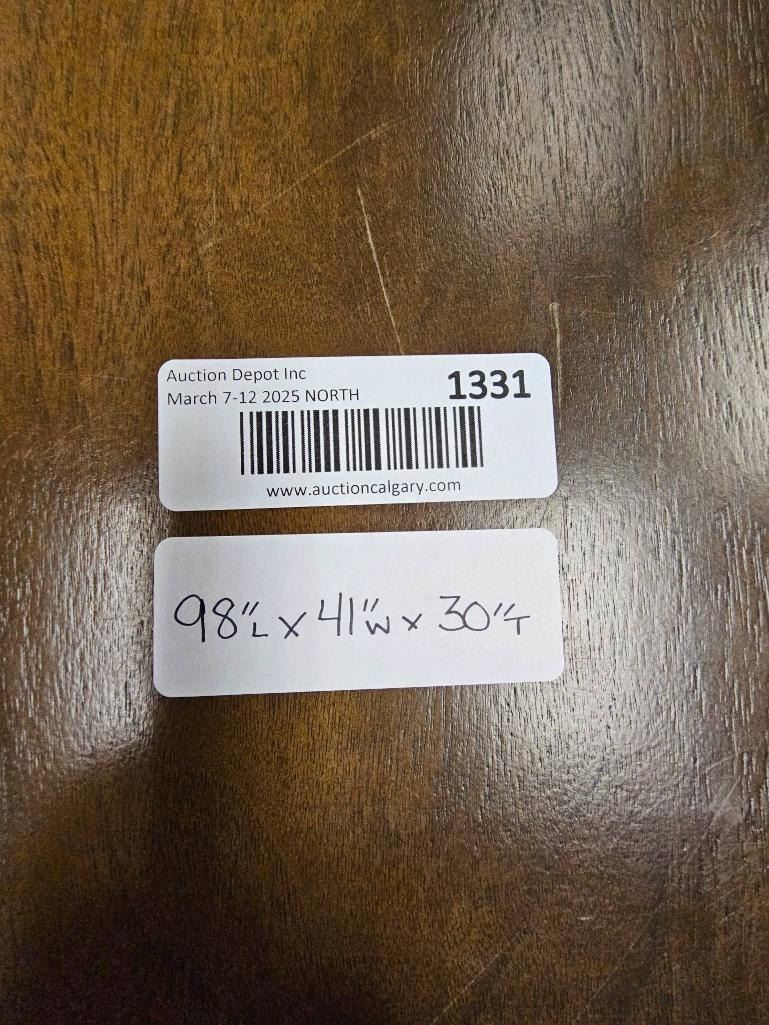 Auction Depot Inc
March 7-12 2025 NORTH
1331
www.auctioncalgary.com
98"L x 41"W x 30"T